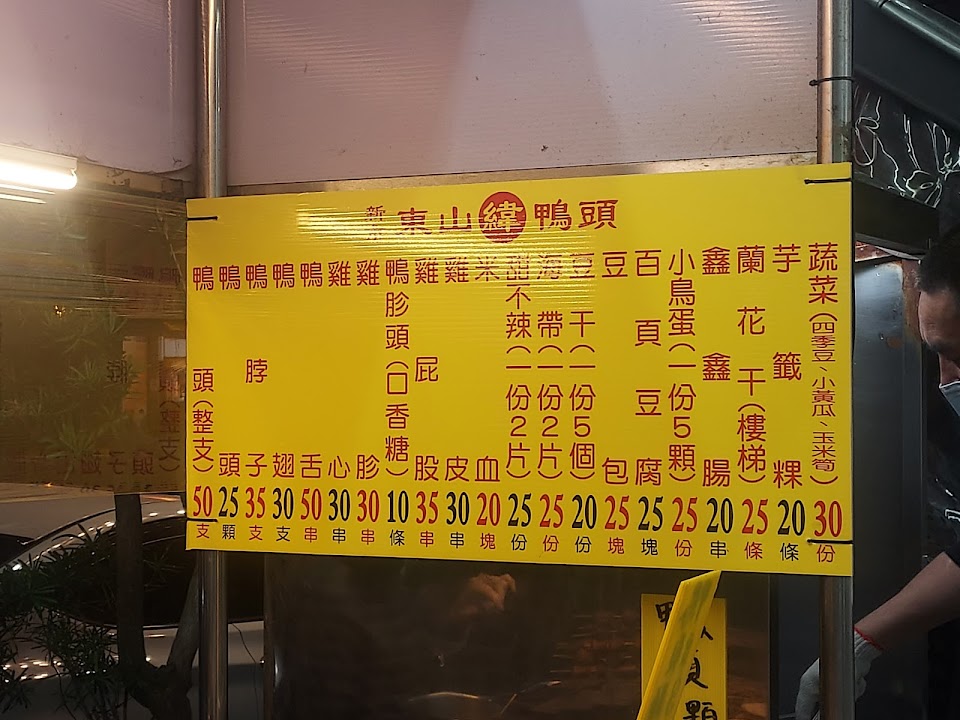 東山緯鴨頭
鴨頭(整支)50支
鴨頭25顆
鴨脖子35支
鴨翅30支
鴨舌50串
雞心30串
雞胗30串
鴨胗頭(口香糖)10條
雞屁股35串
雞皮30串
米血20塊
甜不辣(一份2片)25份
海帶(一份2片)25份
豆干(一份5個)20份
豆包25塊
百頁豆腐25塊
小鳥蛋(一份5顆)25份
鑫鑫腸20串
蘭花干(樓梯)25條
芋籤粿20條
蔬菜(四季豆、小黃瓜、玉米筍)30份